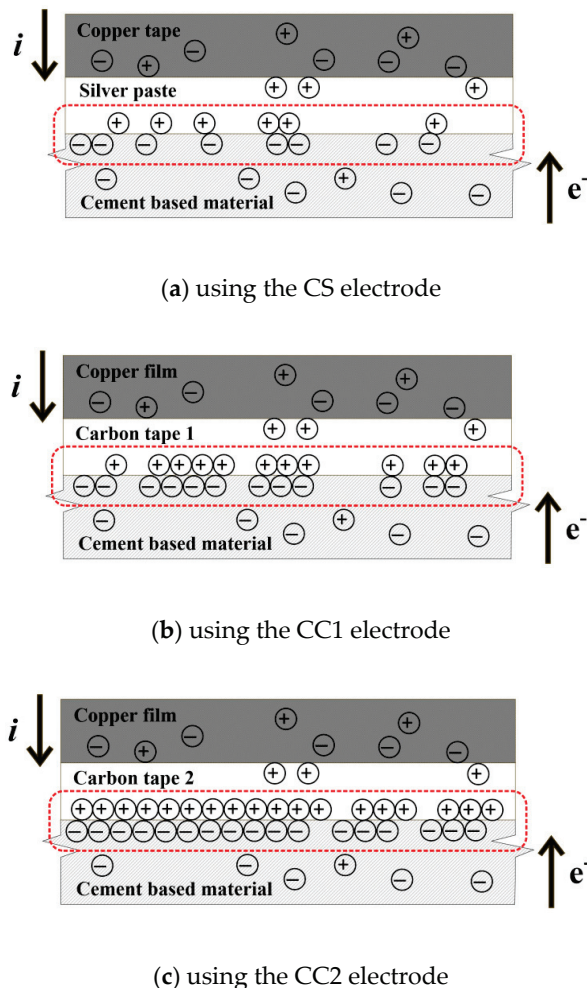 Copper tape
i
Silver paste
Cement based material
e-
(a) using the CS electrode
Copper film
i
Carbon tape 1
Cement based material
e-
(b) using the CC1 electrode
Copper film
i
Carbon tape 2
Cement based material
e-
(c) using the CC2 electrode